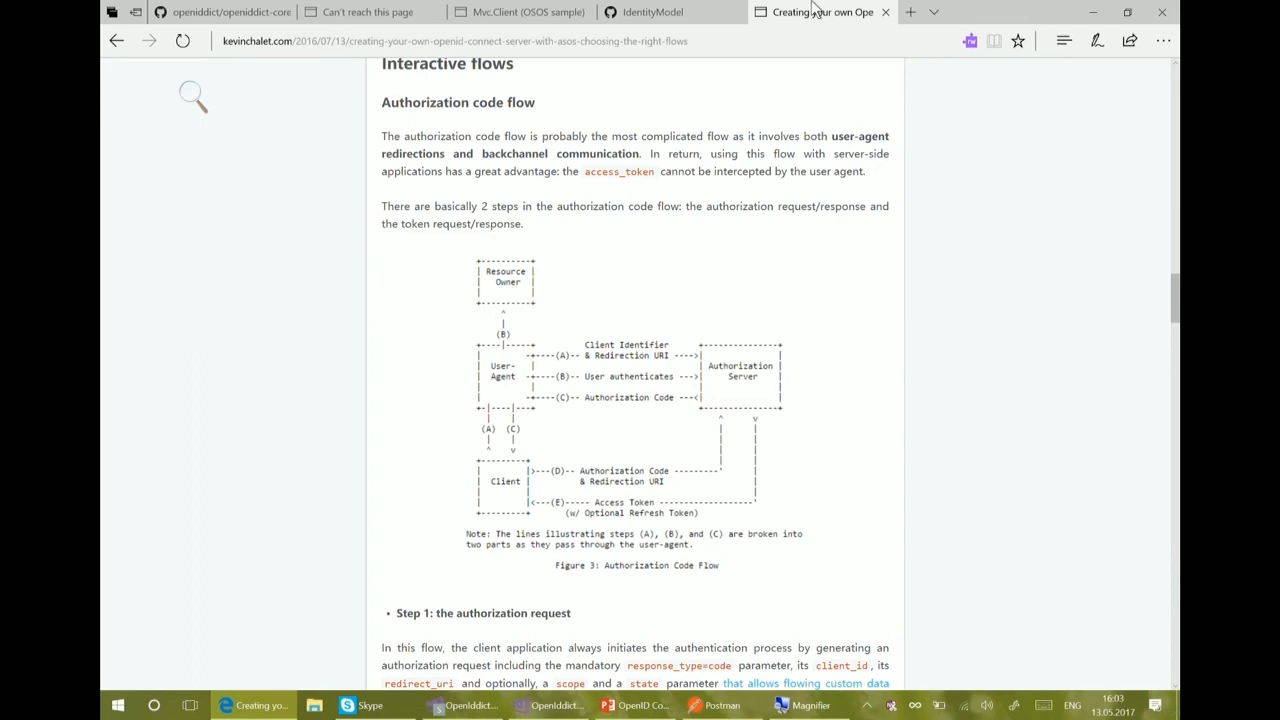 openiddict/openiddict-core
Can't reach this page
Mvc.Client (OSOS sample)
IdentityModel
Creating your own Ope
kevinchalet.com/2016/07/13/creating-your-own-openid-connect-server-with-asos-choosing-the-right-flows
Interactive flows
Authorization code flow
The authorization code flow is probably the most complicated flow as it involves both user-agent
redirections and backchannel communication. In return, using this flow with server-side
applications has a great advantage: the access_token cannot be intercepted by the user agent.
There are basically 2 steps in the authorization code flow: the authorization request/response and
the token request/response.
Resource
Owner
(B)
Client Identifier
(A)-- & Redirection URI ---->
User-
Agent
(B)-- User authenticates --->
Authorization
Server
(C)-- Authorization Code ---<
(A) (C)
Client
>---(D)-- Authorization Code ---------'
& Redirection URI
<---(E)----- Access Token -------------------'
(w/ Optional Refresh Token)
Note: The lines illustrating steps (A), (B), and (C) are broken into
two parts as they pass through the user-agent.
Figure 3: Authorization Code Flow
• Step 1: the authorization request
In this flow, the client application always initiates the authentication process by generating an
authorization request including the mandatory response_type=code parameter, its client_id, its
redirect_uri and optionally, a scope and a state parameter that allows flowing custom data
Creating yo...
Skype
OpenIddict...
OpenIddict...
OpenID Co...
Postman
Magnifier
ENG
16:03
13.05.2017